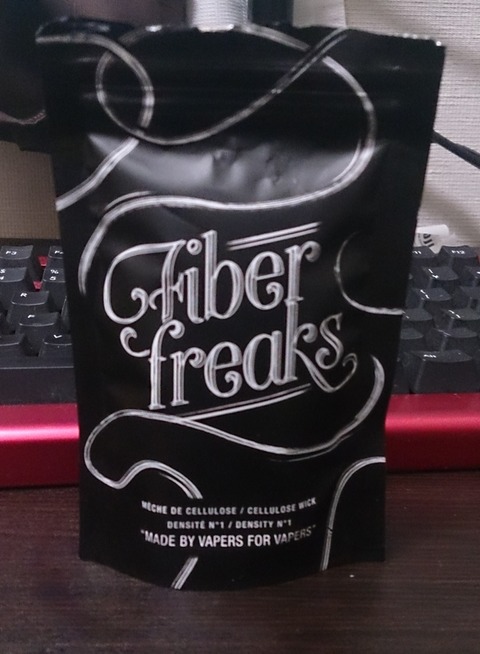 Fiber
freaks
MÈCHE DE CELLULOSE / CELLULOSE WICK
DENSITÉ N°1 / DENSITY N°1
"MADE BY VAPERS FOR VAPERS"